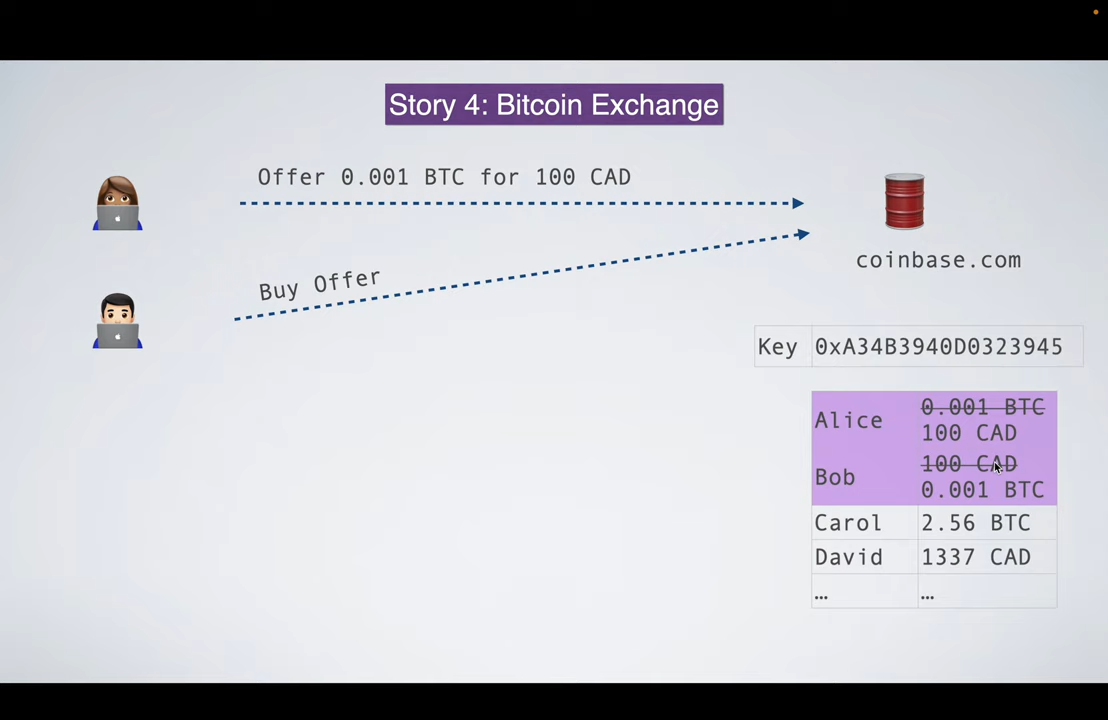 Story 4: Bitcoin Exchange
Offer 0.001 BTC for 100 CAD
coinbase.com
Buy Offer
Key 0xA34B3940D0323945
Alice 0.001 BTC
100 CAD
Bob 100 CAD
0.001 BTC
Carol 2.56 BTC
David 1337 CAD
… …